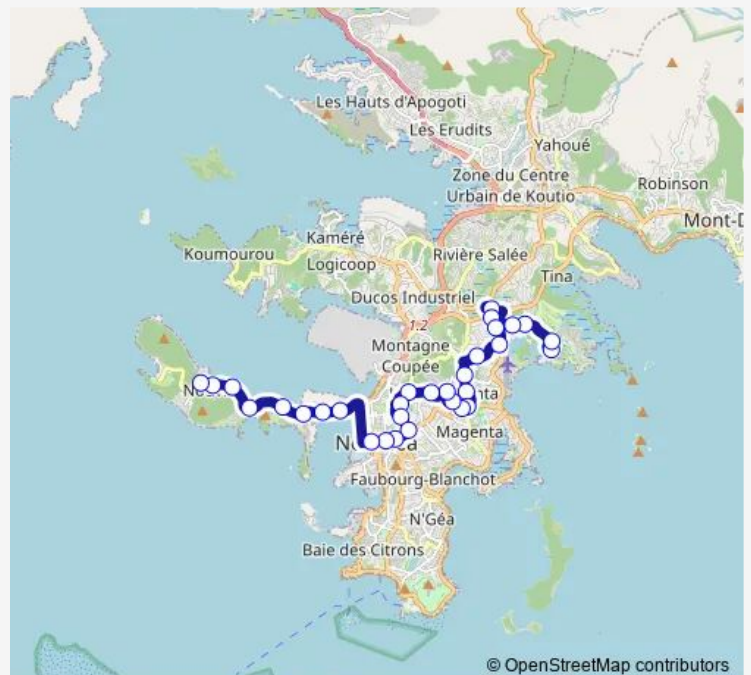 Les Hauts d'Apogoti
Les Erudits
Yahoué
Zone du Centre
Urbain de Koutio
Robinson
Mont-D
Kaméré
Koumourou
Logicoop
Rivière Salée
Tina
Ducos Industriel
1.2
Montagne
Coupée
Magenta
Faubourg-Blanchot
N'Géa
Baie des Citrons
© OpenStreetMap contributors